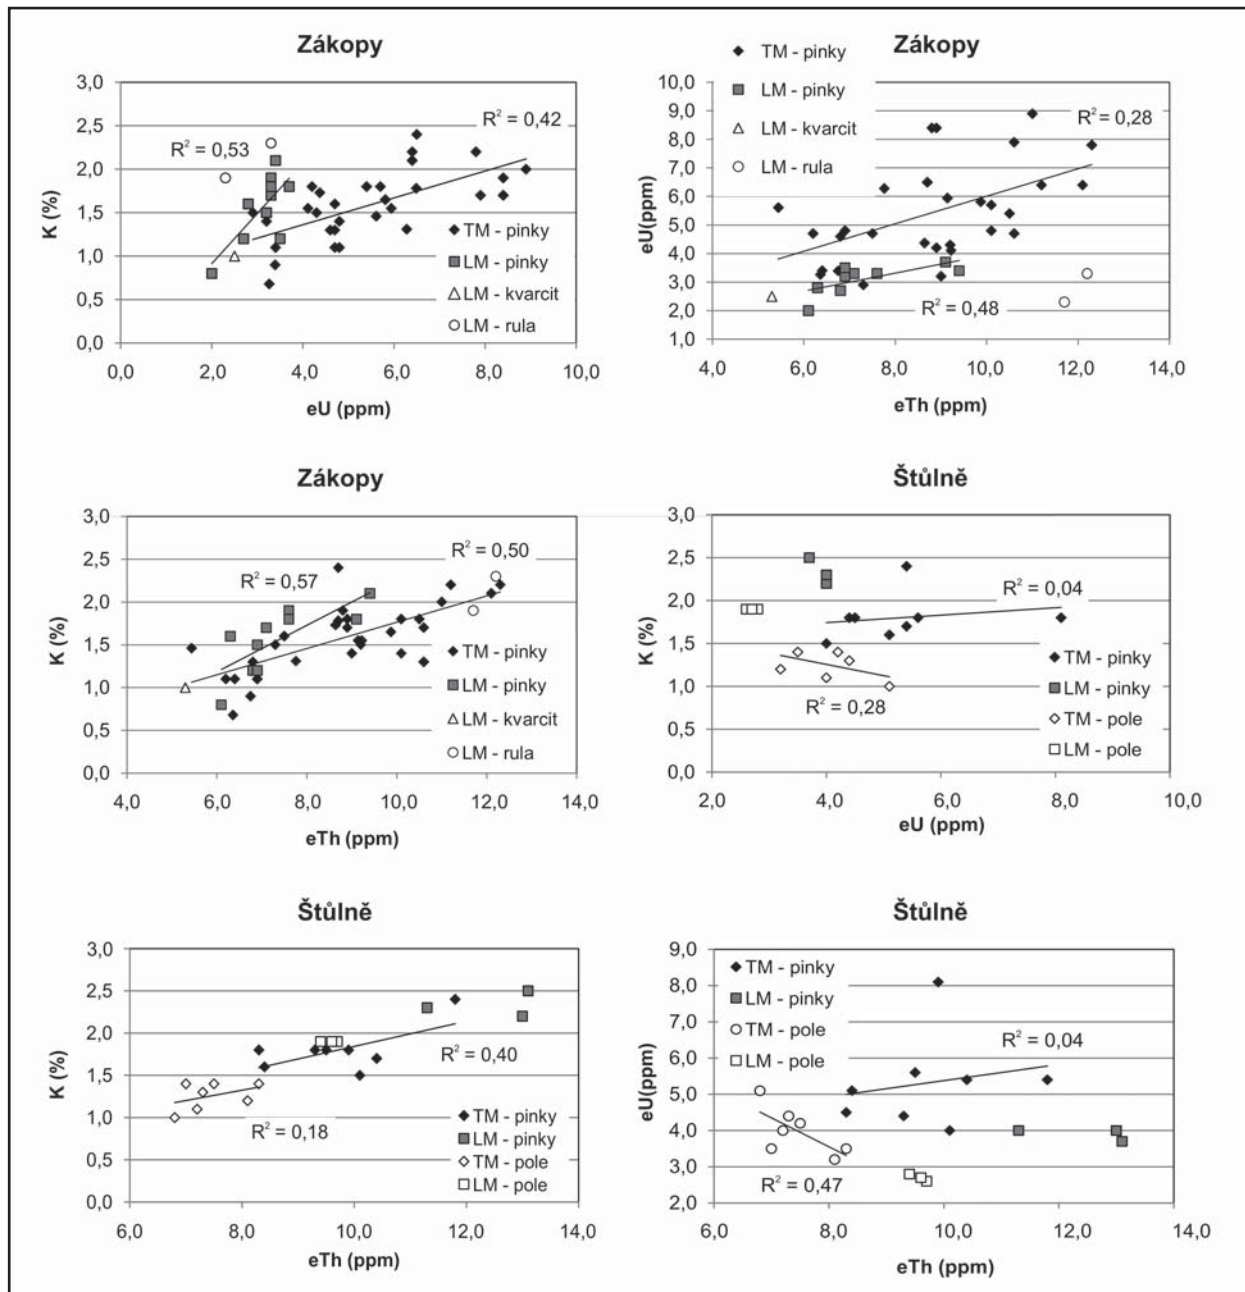 Zákopy
K (%)
3,0
2,5
2,0
1,5
1,0
0,5
0,0
R² = 0,53
R² = 0,42
TM - pinky
LM - pinky
LM - kvarcit
LM - rula
0,0 2,0 4,0 6,0 8,0 10,0
eU (ppm)
Zákopy
TM - pinky
LM - pinky
LM - kvarcit
LM - rula
eU(ppm)
10,0
9,0
8,0
7,0
6,0
5,0
4,0
3,0
2,0
1,0
R² = 0,28
R² = 0,48
4,0 6,0 8,0 10,0 12,0 14,0
eTh (ppm)
Zákopy
K (%)
3,0
2,5
2,0
1,5
1,0
0,5
0,0
R² = 0,57
R² = 0,50
TM - pinky
LM - pinky
LM - kvarcit
LM - rula
4,0 6,0 8,0 10,0 12,0 14,0
eTh (ppm)
Štůlně
K (%)
3,0
2,5
2,0
1,5
1,0
0,5
0,0
R² = 0,04
R² = 0,28
TM - pinky
LM - pinky
TM - pole
LM - pole
2,0 4,0 6,0 8,0 10,0
eU (ppm)
Štůlně
K (%)
3,0
2,5
2,0
1,5
1,0
0,5
0,0
R² = 0,40
R² = 0,18
TM - pinky
LM - pinky
TM - pole
LM - pole
6,0 8,0 10,0 12,0 14,0
eTh (ppm)
Štůlně
eU(ppm)
9,0
8,0
7,0
6,0
5,0
4,0
3,0
2,0
TM - pinky
LM - pinky
TM - pole
LM - pole
R² = 0,04
R² = 0,47
6,0 8,0 10,0 12,0 14,0
eTh (ppm)